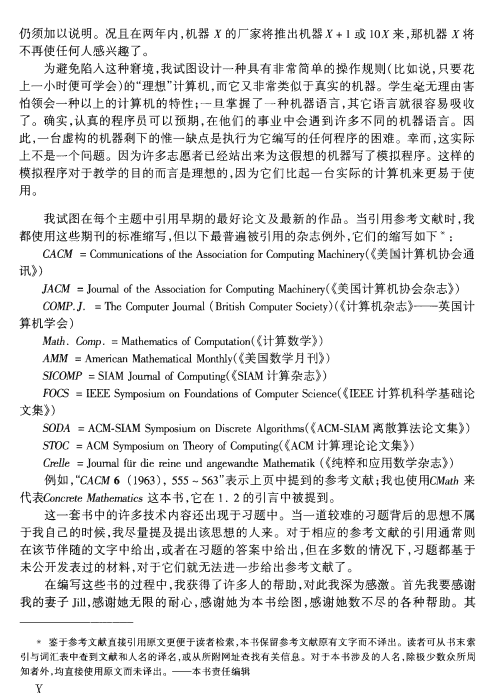 仍须加以说明。况且在两年内,机器 X 的厂家将推出机器 X + 1 或 10X 来,那机器 X 将
不再使任何人感兴趣了。
为避免陷入这种窘境,我试图设计一种具有非常简单的操作规则(比如说,只要花
上一小时便可学会)的“理想”计算机,而它又非常类似于真实的机器。学生毫无理由害
怕领会一种以上的计算机的特性;一旦掌握了一种机器语言,其它语言就很容易吸收
了。确实,认真的程序员可以预期,在他们的事业中会遇到许多不同的机器语言。因
此,一台虚构的机器剩下的惟一缺点是执行为它编写的任何程序的困难。幸而,这实际
上不是一个问题。因为许多志愿者已经站出来为这假想的机器写了模拟程序。这样的
模拟程序对于教学的目的而言是理想的,因为它们比起一台实际的计算机来更易于使
用。
我试图在每个主题中引用早期的最好论文及最新的作品。当引用参考文献时,我
都使用这些期刊的标准缩写,但以下最普遍被引用的杂志例外,它们的缩写如下 * :
CACM = Communications of the Association for Computing Machinery(《美国计算机协会通
讯》)
JACM = Journal of the Association for Computing Machinery(《美国计算机协会杂志》)
COMP.J. = The Computer Journal ( British Computer Society)(《计算机杂志》——英国计
算机学会)
Math. Comp. = Mathematics of Computation(《计算数学》)
AMM = American Mathematical Monthly(《美国数学月刊》)
SICOMP = SIAM Journal of Computing(《SIAM 计算杂志》)
FOCS = IEEE Symposium on Foundations of Computer Science(《IEEE 计算机科学基础论
文集》)
SODA = ACM-SIAM Symposium on Discrete Algorithms(《ACM-SIAM 离散算法论文集》)
STOC = ACM Symposium on Theory of Computing(《ACM 计算理论论文集》)
Crelle = Journal für die reine und angewandte Mathematik(《纯粹和应用数学杂志》)
例如,“CACM 6 (1963), 555 ~ 563”表示上页中提到的参考文献;我也使用CMath 来
代表Concrete Mathematics 这本书,它在 1. 2 的引言中被提到。
这一套书中的许多技术内容还出现于习题中。当一道较难的习题背后的思想不属
于我自己的时候,我尽量提及提出该思想的人来。对于相应的参考文献的引用通常则
在该节伴随的文字中给出,或者在习题的答案中给出,但在多数的情况下,习题都基于
未公开发表过的材料,对于它们就无法进一步给出参考文献了。
在编写这些书的过程中,我获得了许多人的帮助,对此我深为感激。首先我要感谢
我的妻子 Jill,感谢她无限的耐心,感谢她为本书绘图,感谢她数不尽的各种帮助。其
* 鉴于参考文献直接引用原文更便于读者检索,本书保留参考文献原有文字而不译出。读者可从书末索
引与词汇表中查到文献和人名的译名,或从所附网址查找有关信息。对于本书涉及的人名,除极少数众所周
知者外,均直接使用原文而未译出。——本书责任编辑
X